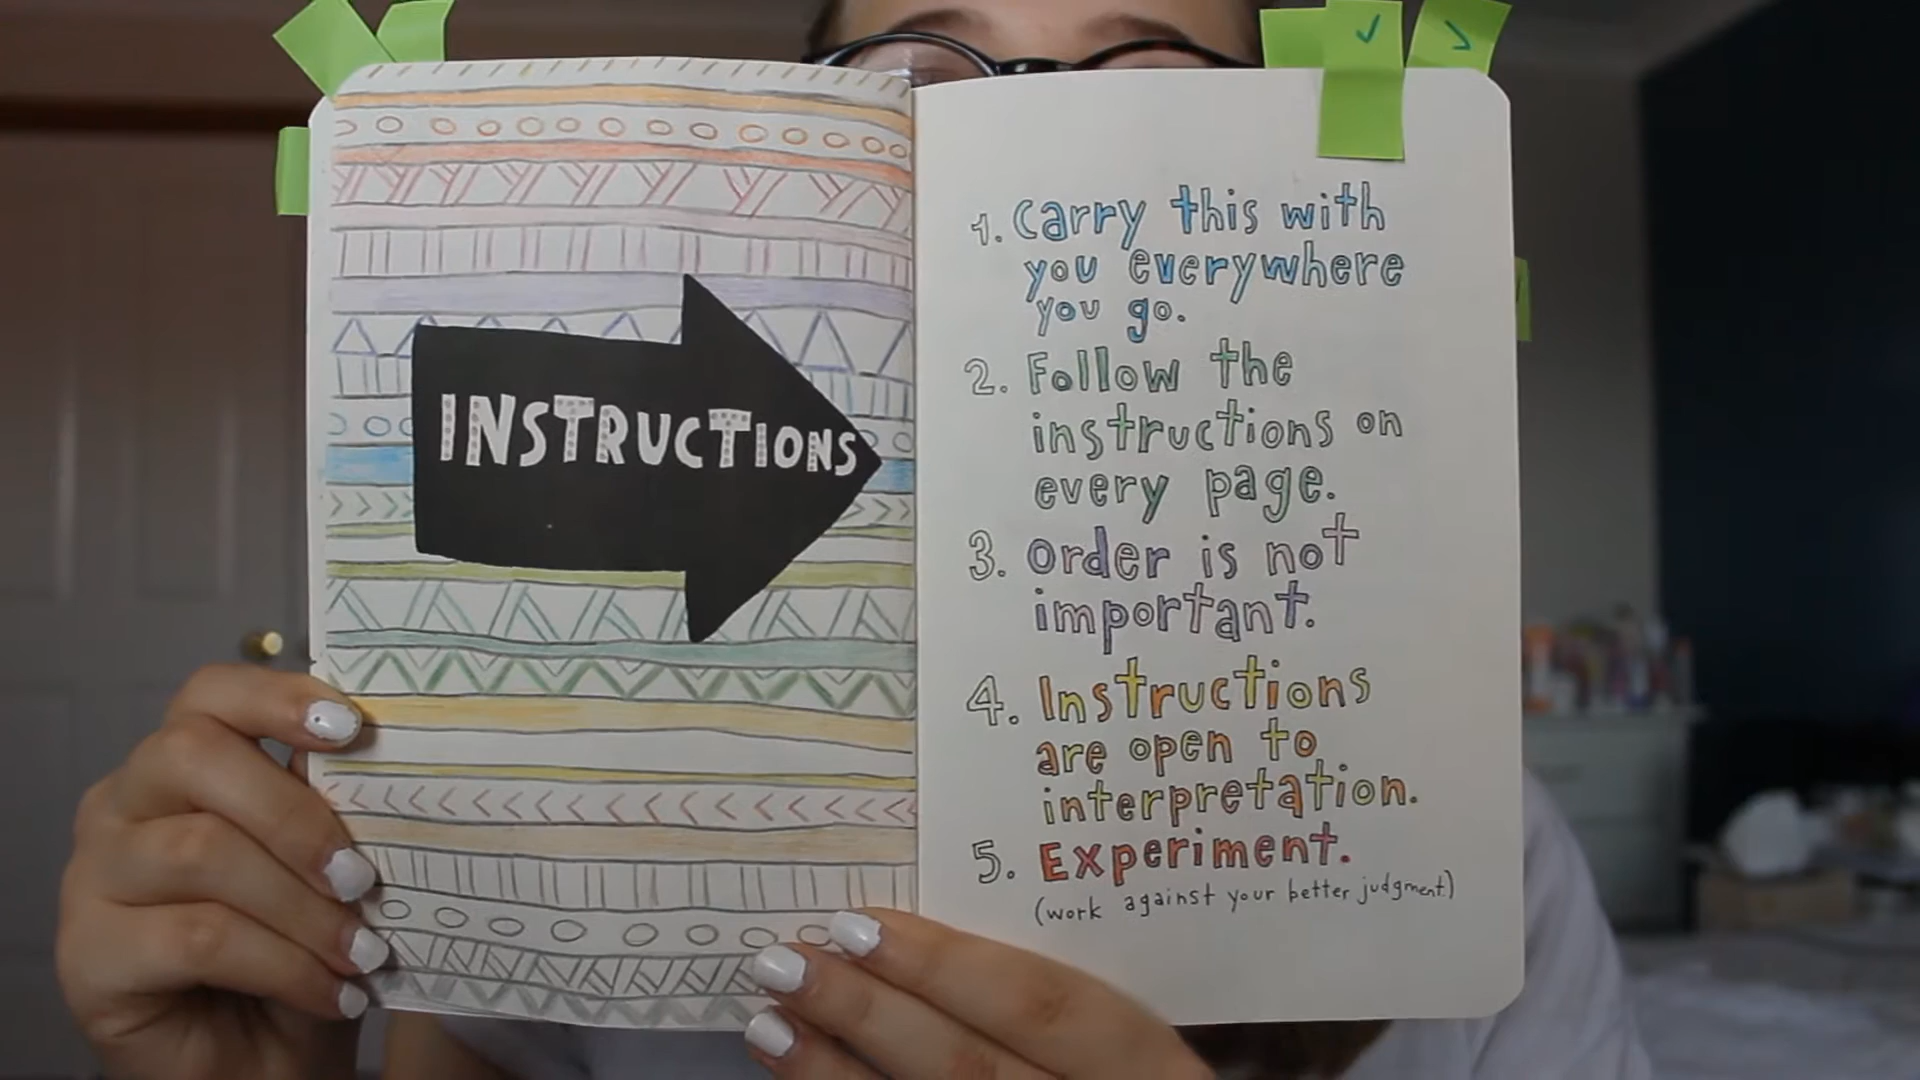 INSTRUCTIONS
1. Carry this with
you everywhere
you go.
2. Follow the
instructions on
every page.
3. Order is not
important.
4. Instructions
are open to
interpretation.
5. Experiment.
(work against your better judgment.)